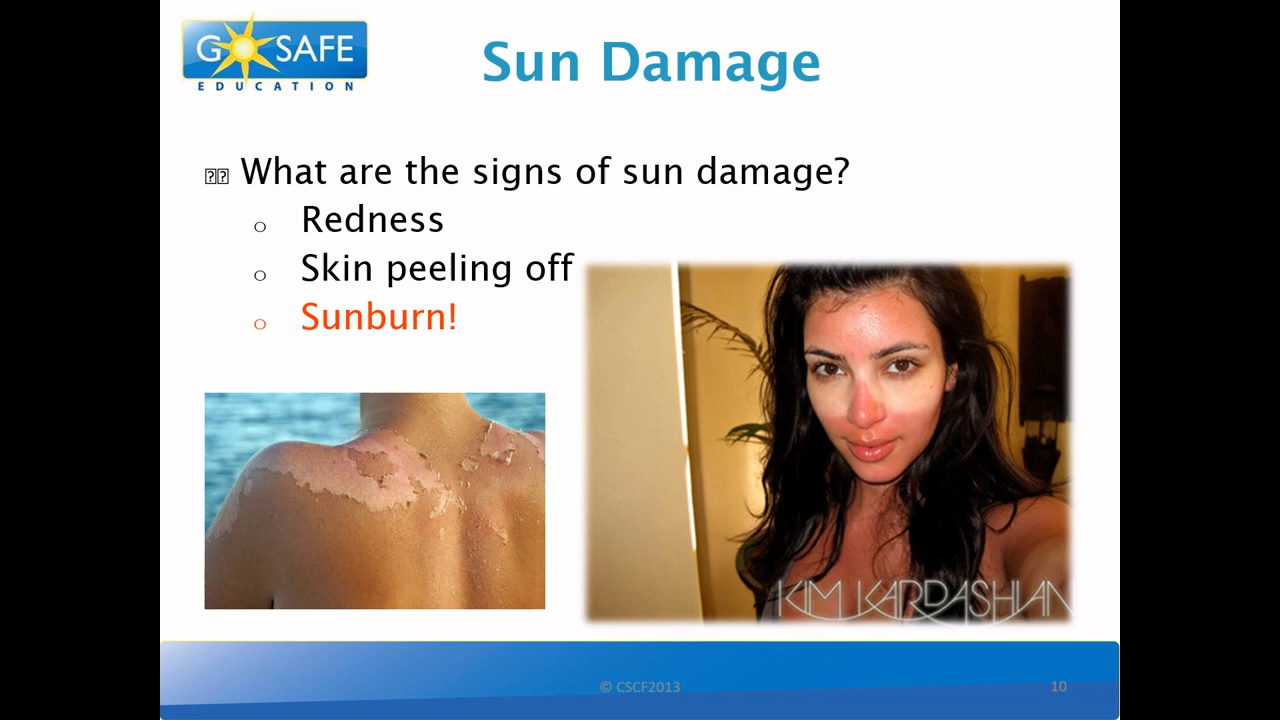 GO SAFE
EDUCATION
Sun Damage
What are the signs of sun damage?
o Redness
o Skin peeling off
o Sunburn!
KIM KARDASHIAN
© CSCF2013
10